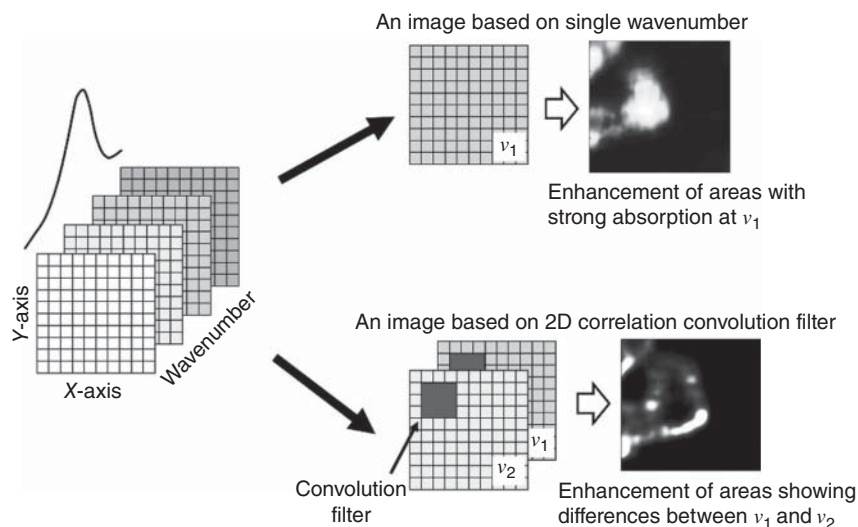 An image based on single wavenumber
v₁
Enhancement of areas with
strong absorption at v₁
Y-axis
X-axis
Wavenumber
An image based on 2D correlation convolution filter
v₁
v₂
Convolution
filter
Enhancement of areas showing
differences between v₁ and v₂